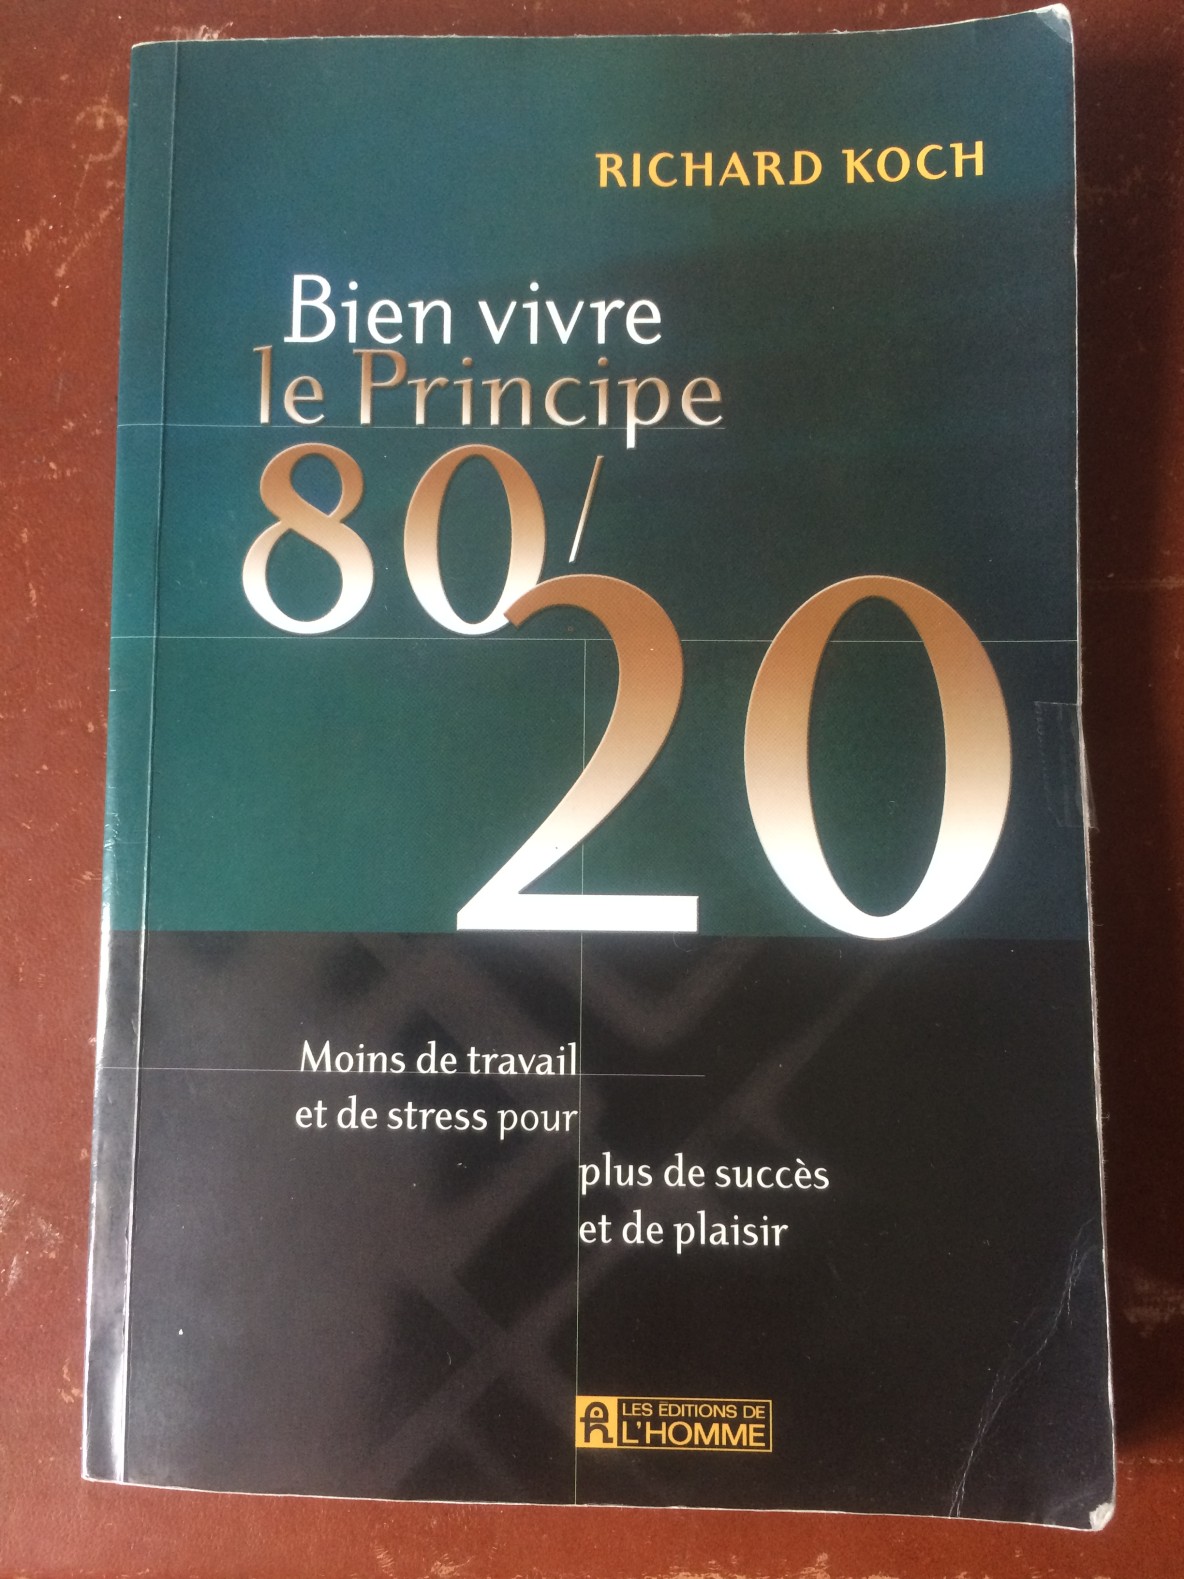 RICHARD KOCH
Bien vivre
le Principe
80/
20
Moins de travail
et de stress pour
plus de succès
et de plaisir
LES ÉDITIONS DE
L'HOMME